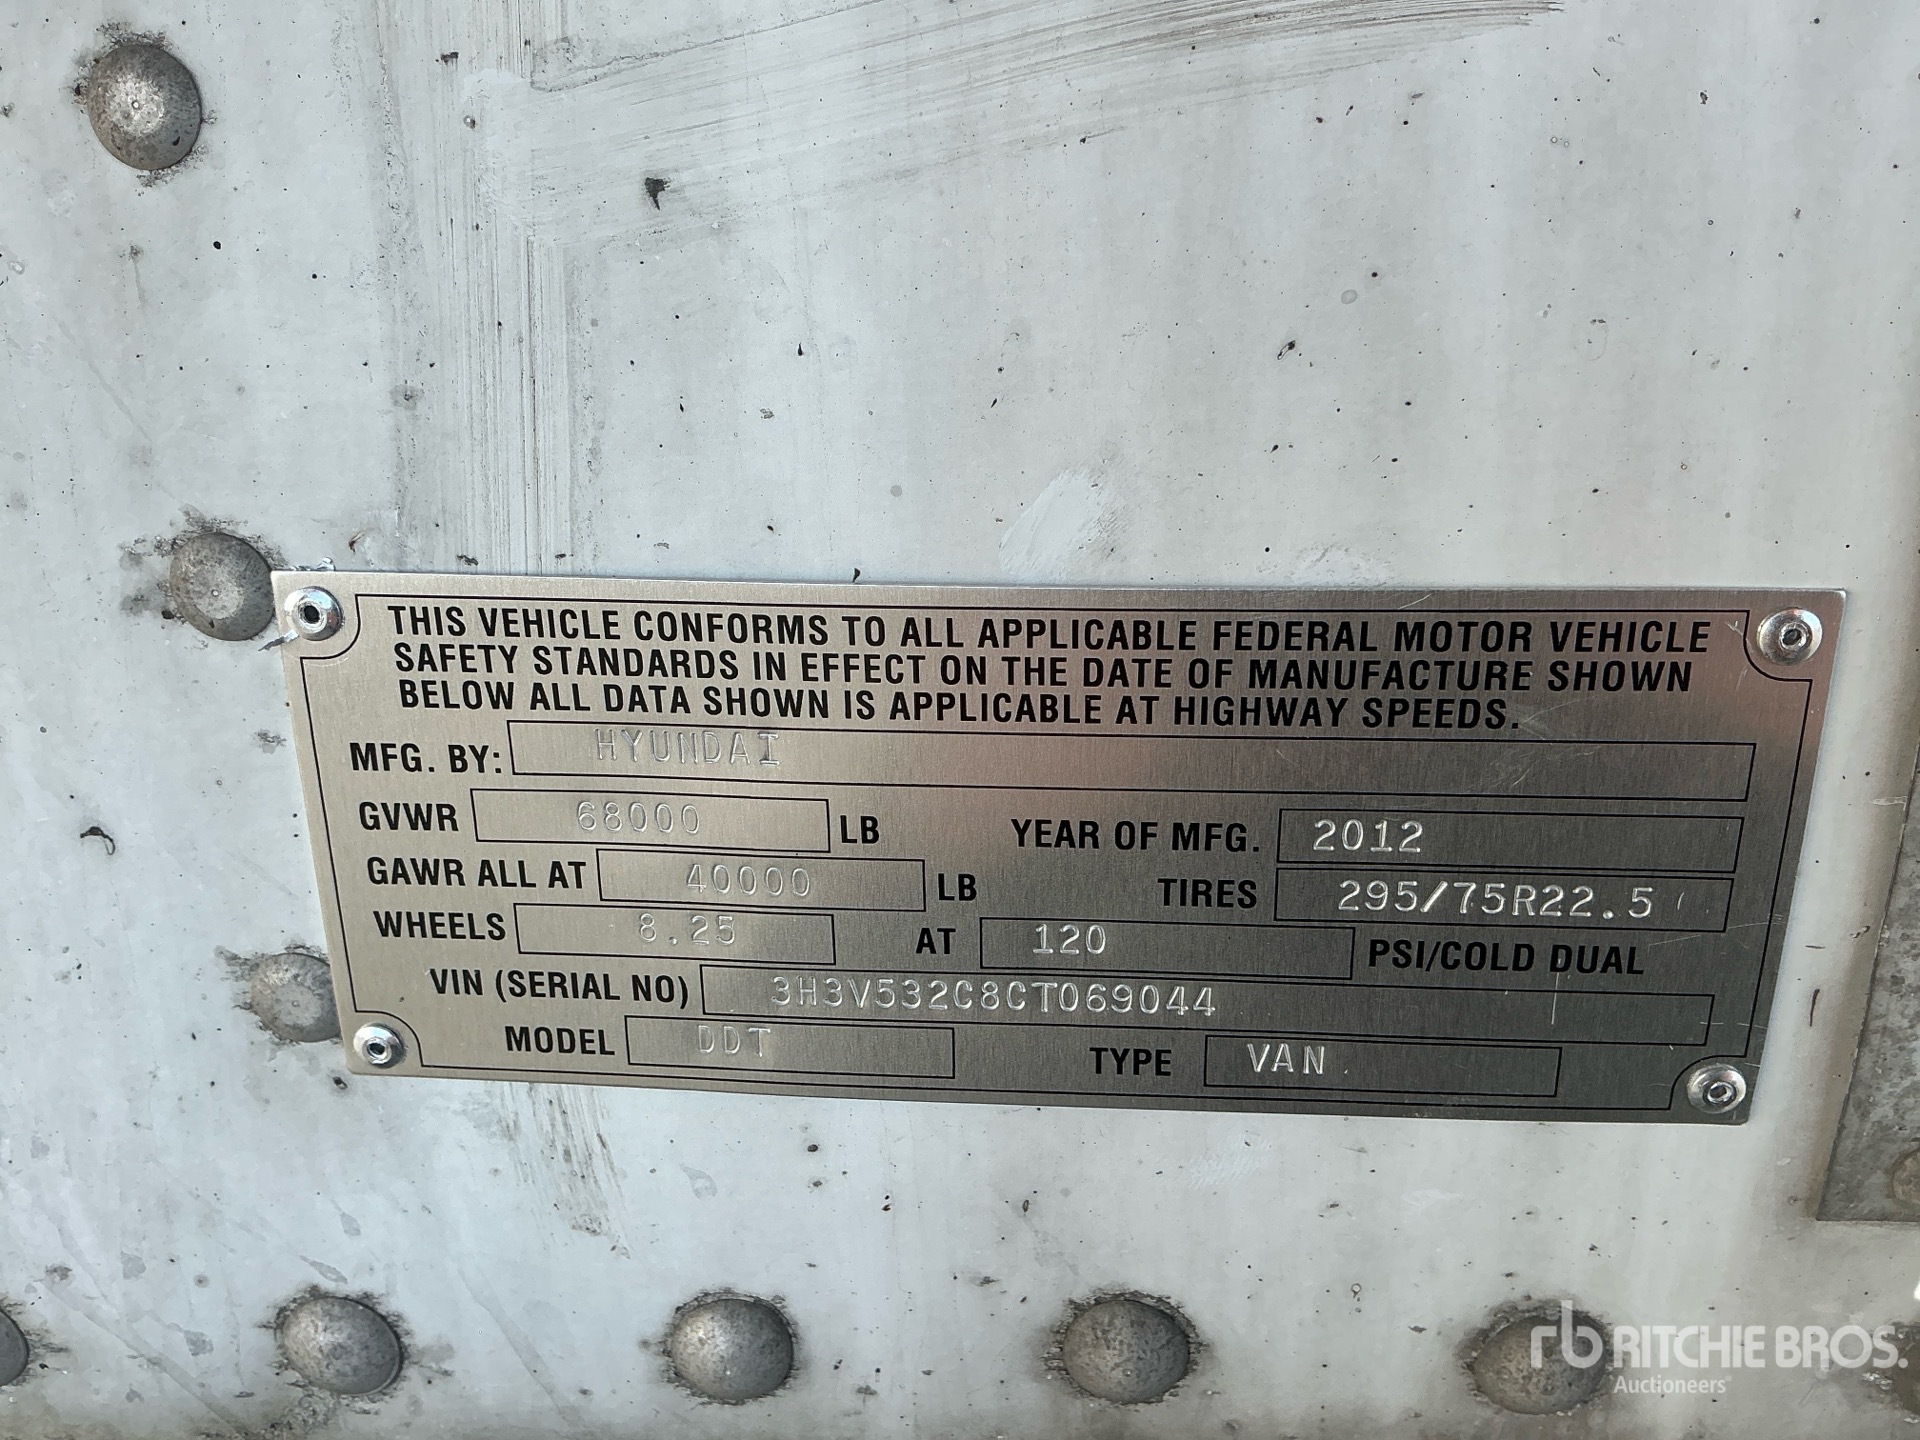 THIS VEHICLE CONFORMS TO ALL APPLICABLE FEDERAL MOTOR VEHICLE
SAFETY STANDARDS IN EFFECT ON THE DATE OF MANUFACTURE SHOWN
BELOW ALL DATA SHOWN IS APPLICABLE AT HIGHWAY SPEEDS.
MFG. BY: HYUNDAI
GVWR 68000 LB YEAR OF MFG. 2012
GAWR ALL AT 40000 LB TIRES 295/75R22.5
WHEELS 8.25 AT 120 PSI/COLD DUAL
VIN (SERIAL NO) 3H3V532C8CT069044
MODEL DDT TYPE VAN
rb RITCHIE BROS.
Auctioneers